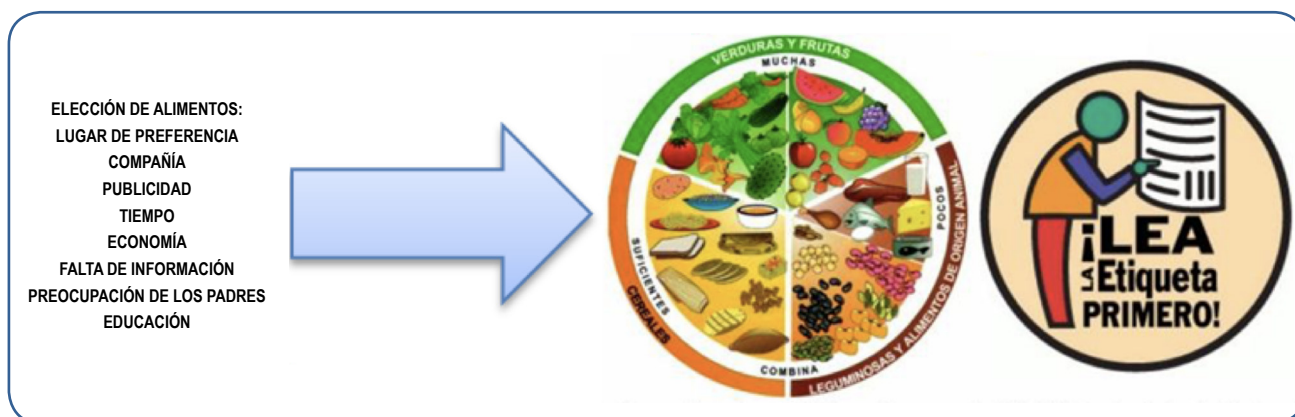 ELECCIÓN DE ALIMENTOS:
LUGAR DE PREFERENCIA
COMPAÑÍA
PUBLICIDAD
TIEMPO
ECONOMÍA
FALTA DE INFORMACIÓN
PREOCUPACIÓN DE LOS PADRES
EDUCACIÓN
VERDURAS Y FRUTAS
MUCHAS
CEREALES
SUFICIENTES
LEGUMINOSAS Y ALIMENTOS DE ORIGEN ANIMAL
POCOS
COMBINA
¡LEA
LA Etiqueta
PRIMERO!